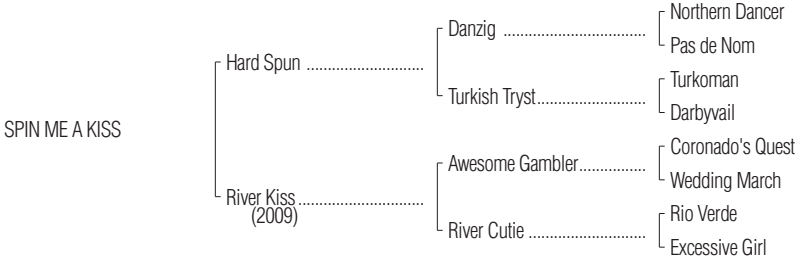 Northern Dancer
Danzig ................................
Pas de Nom
Hard Spun ..........................
Turkoman
Turkish Tryst........................
Darbyvail
SPIN ME A KISS
Coronado's Quest
Awesome Gambler...............
Wedding March
River Kiss............................
(2009)
Rio Verde
River Cutie ..........................
Excessive Girl